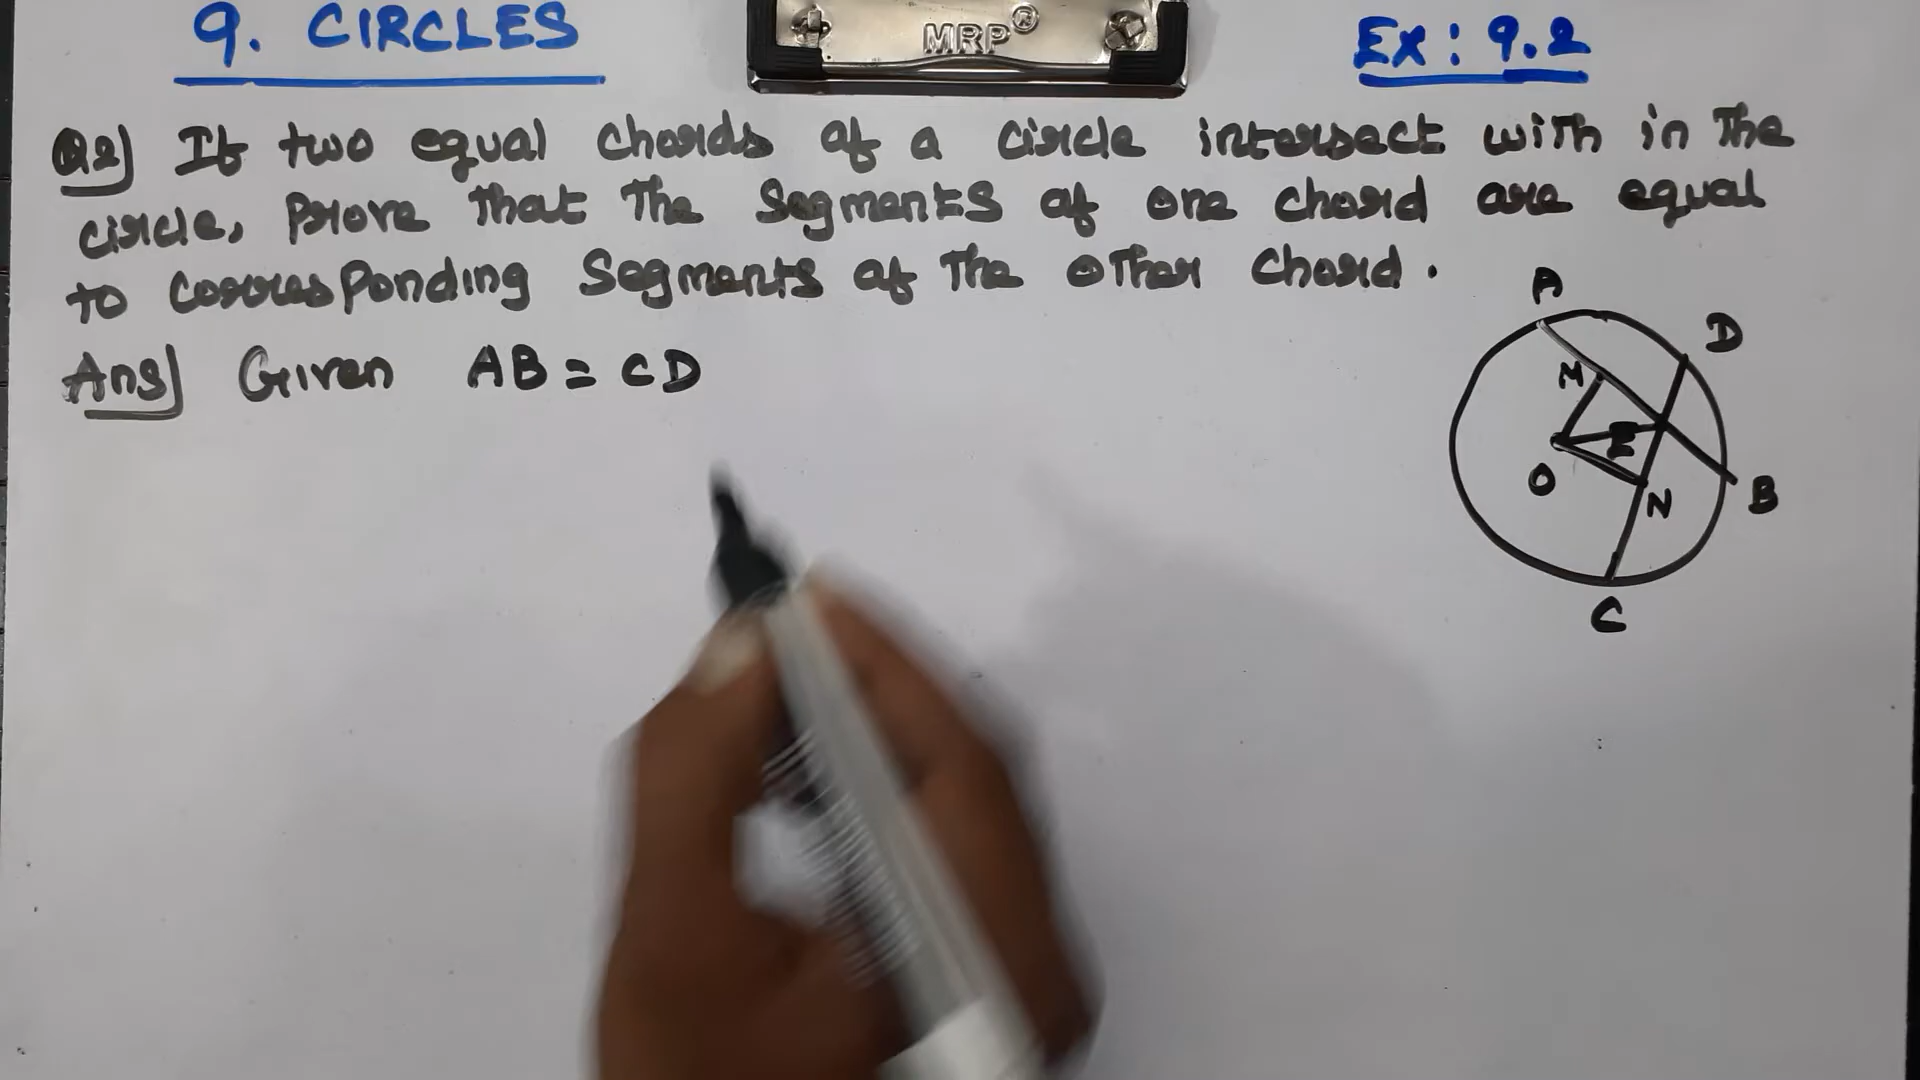 9. CIRCLES
MRP®
Ex: 9.2
Q2) If two equal chords of a circle intersect with in The
circle, Prove that The Segments of one chord are equal
to corresponding Segments of The other chord.
Ans) Given AB = CD
A
D
M
E
O
N
B
C